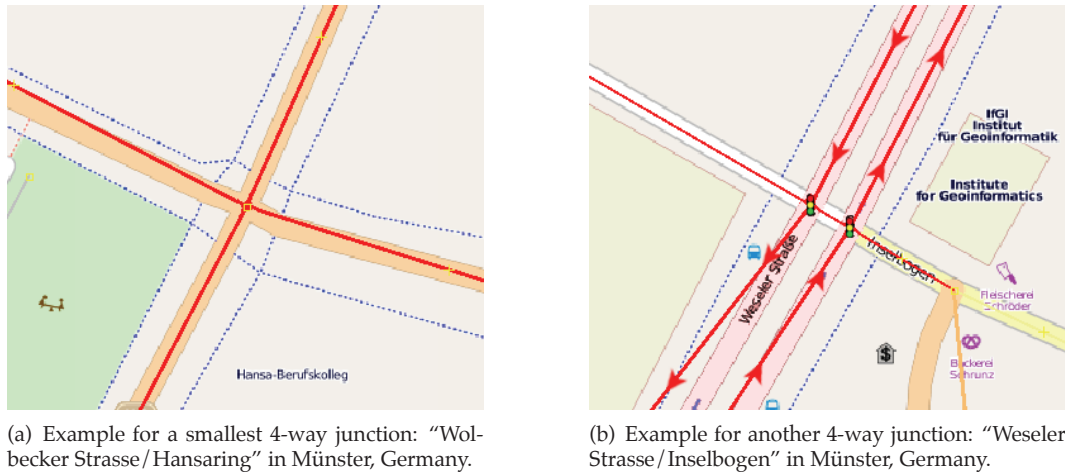 Hansa-Berufskolleg
IfGI
Institut
für Geoinformatik
Institute
for Geoinformatics
Inselbogen
Weseler Straße
Fleischerei
Schröder
Bäckerei
Schrunz
$
(a) Example for a smallest 4-way junction: “Wol-
becker Strasse/Hansaring” in Münster, Germany.
(b) Example for another 4-way junction: “Weseler
Strasse/Inselbogen” in Münster, Germany.